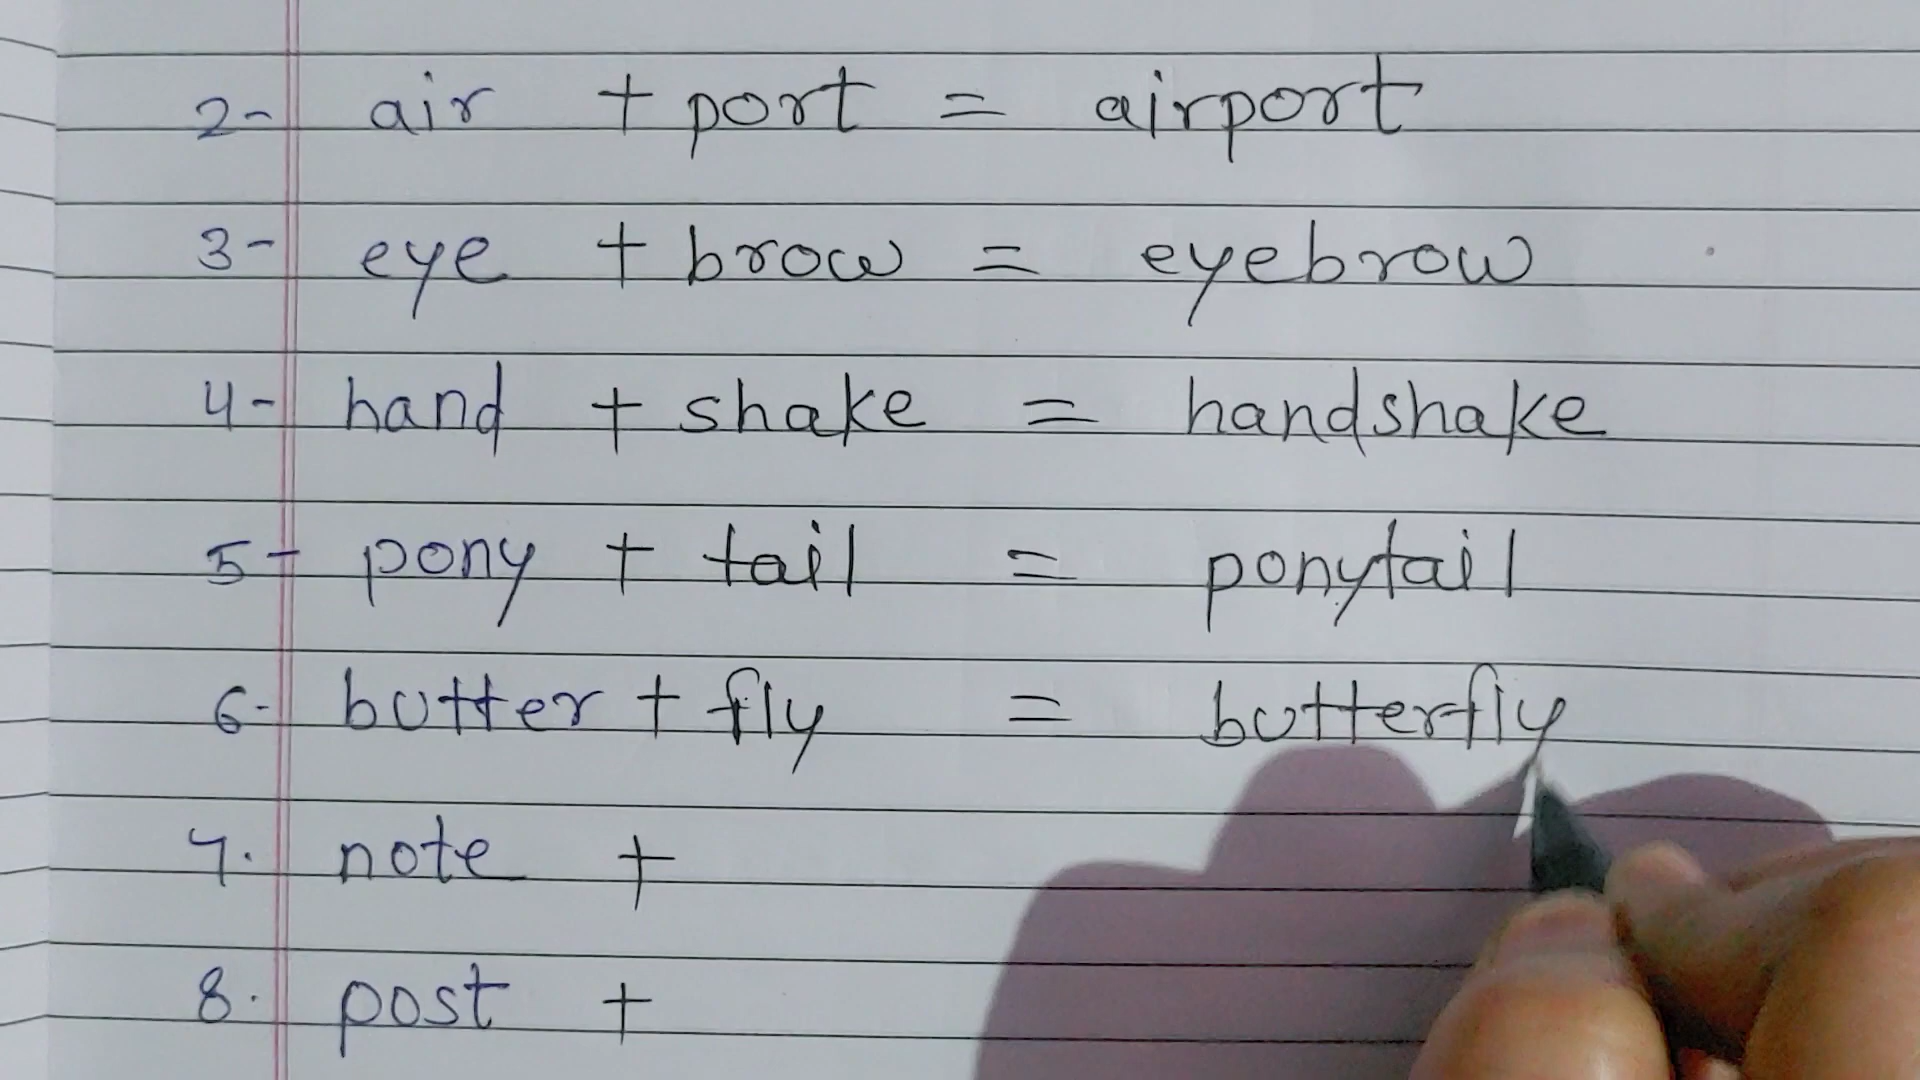 2- air + port = airport
3- eye + brow = eyebrow
4- hand + shake = handshake
5- pony + tail = ponytail
6- butter + fly = butterfly
7. note +
8. post +